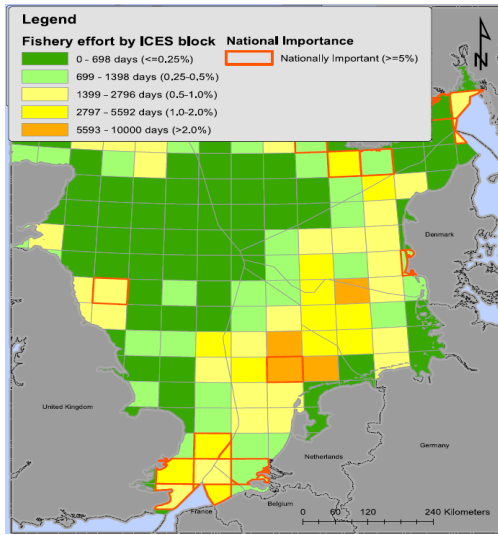 Legend
Fishery effort by ICES block
0 - 698 days (<=0.25%)
699 - 1398 days (0.25-0.5%)
1399 - 2796 days (0.5-1.0%)
2797 - 5592 days (1.0-2.0%)
5593 - 10000 days (>2.0%)
National Importance
Nationally Important (>=5%)
N
Denmark
United Kingdom
Netherlands
Germany
Belgium
France
0 30 60 120 180 240 Kilometers